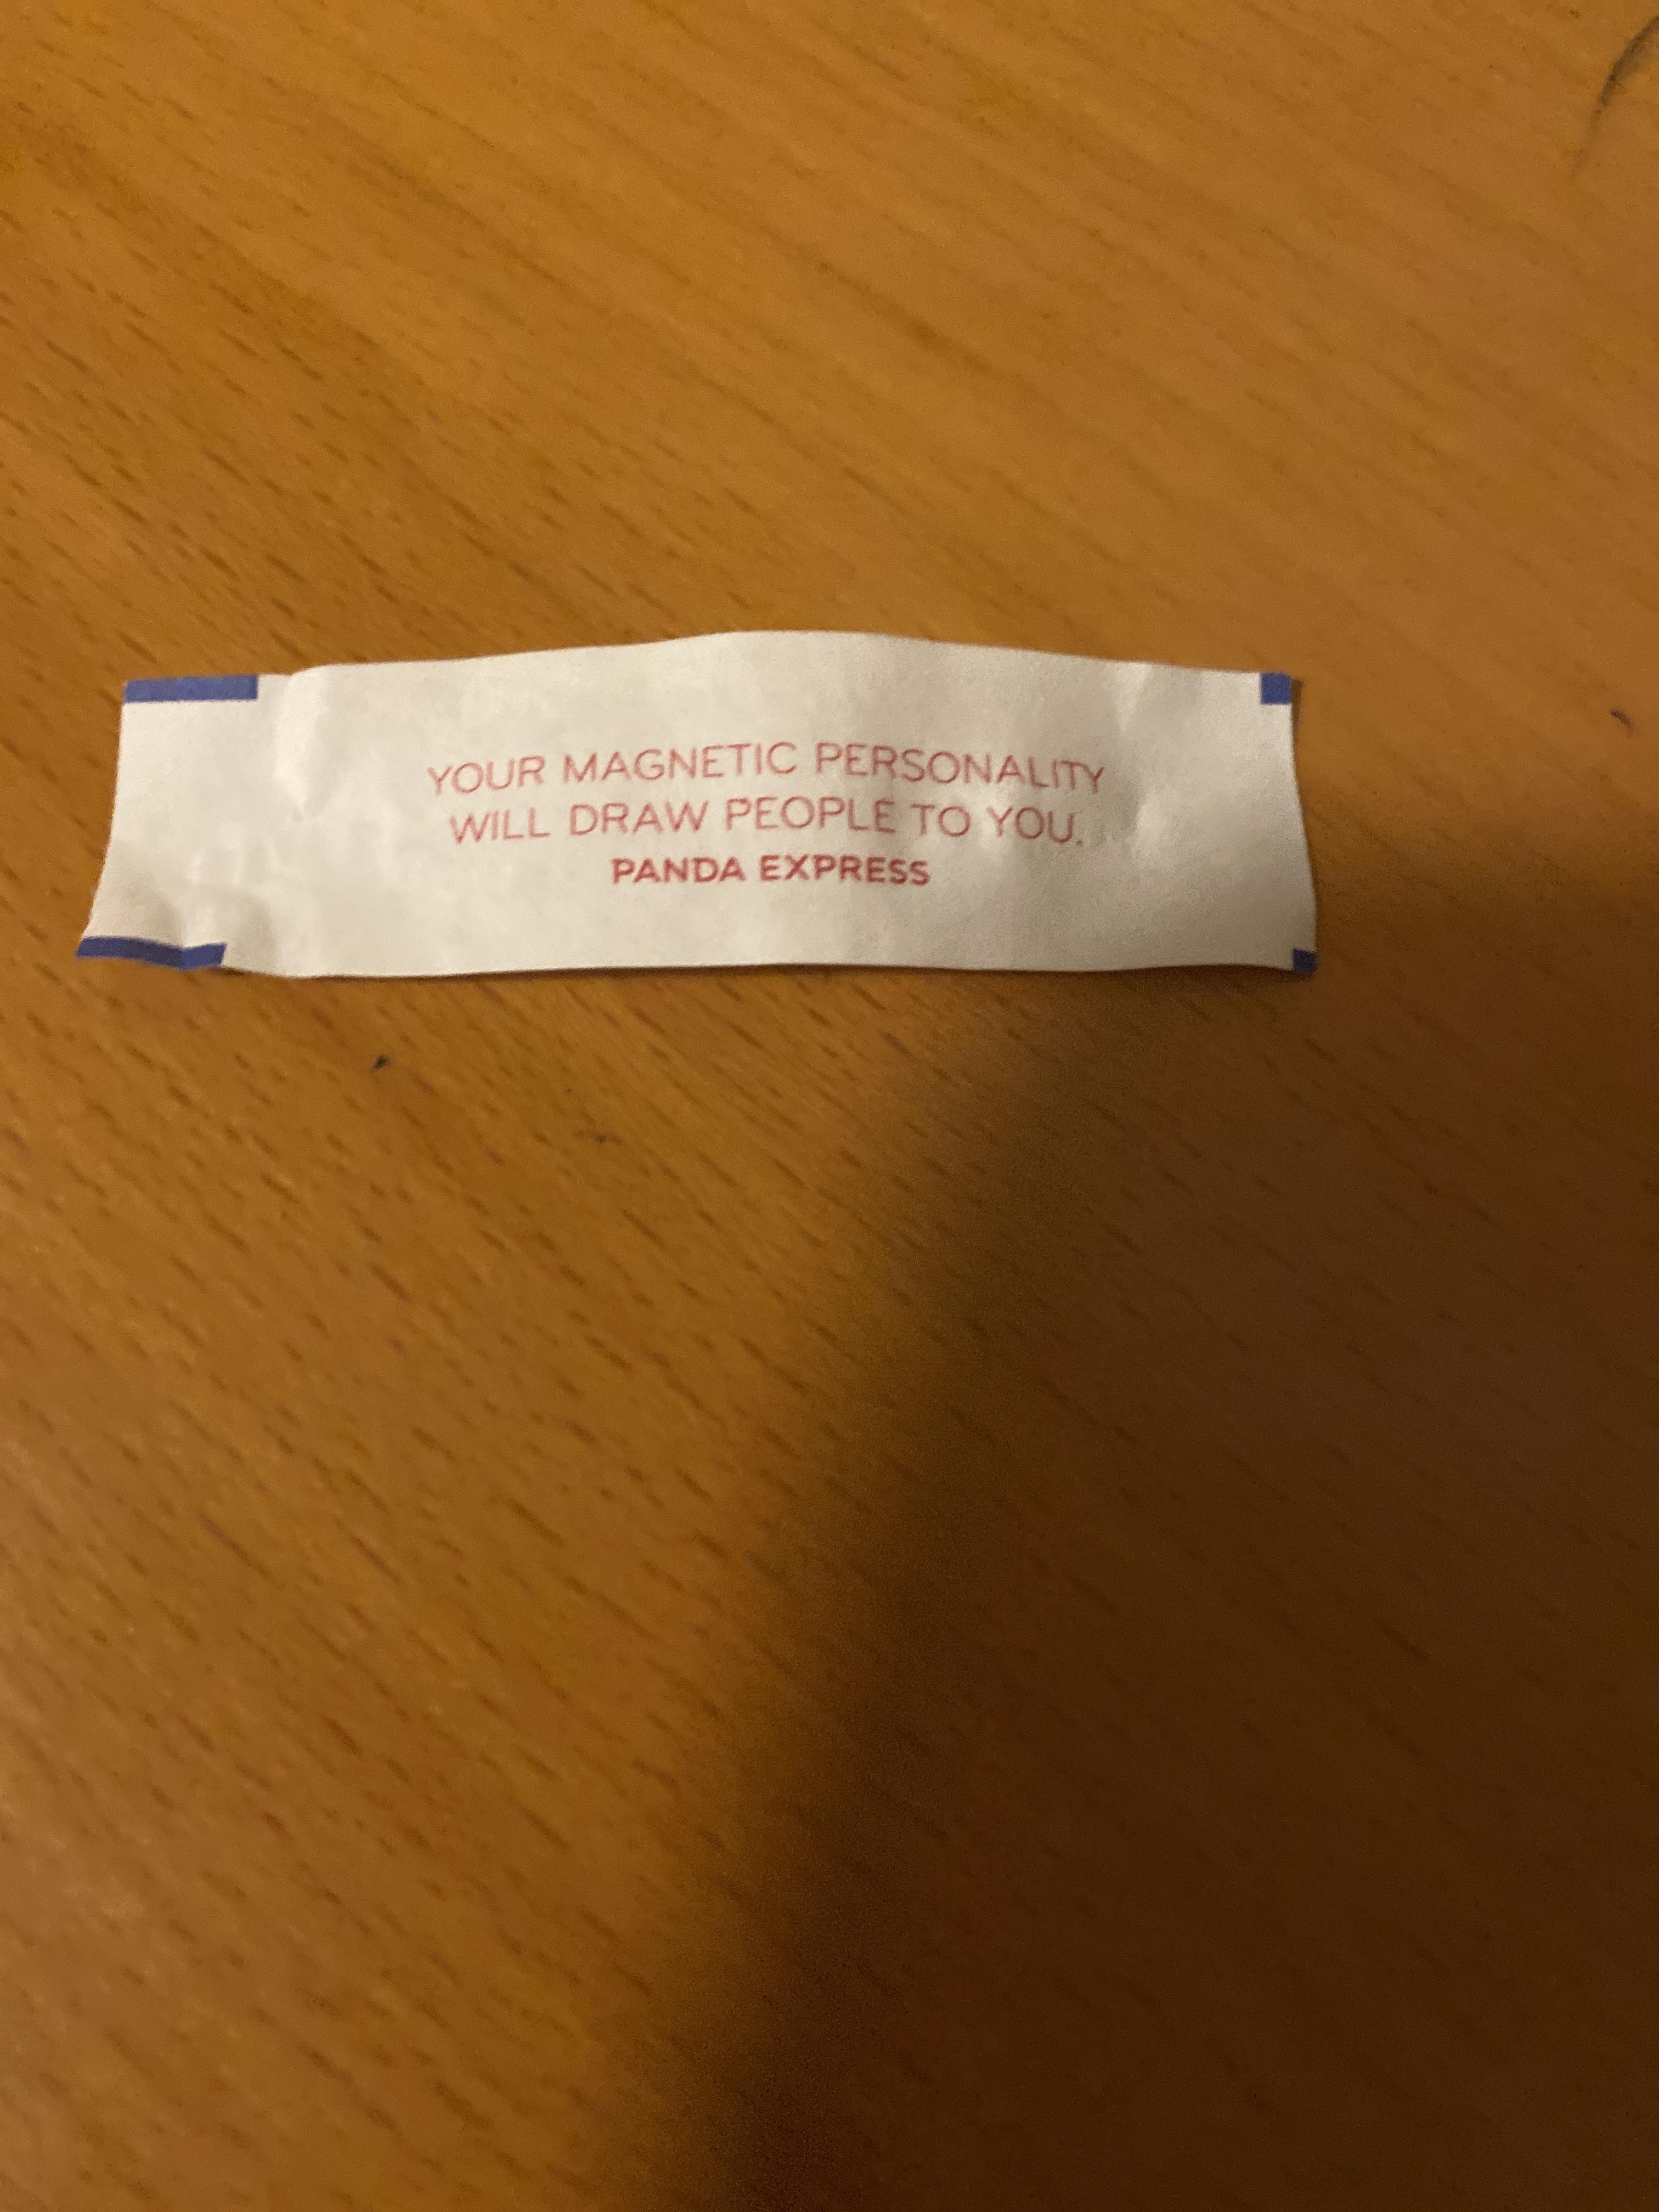 YOUR MAGNETIC PERSONALITY
WILL DRAW PEOPLE TO YOU.
PANDA EXPRESS